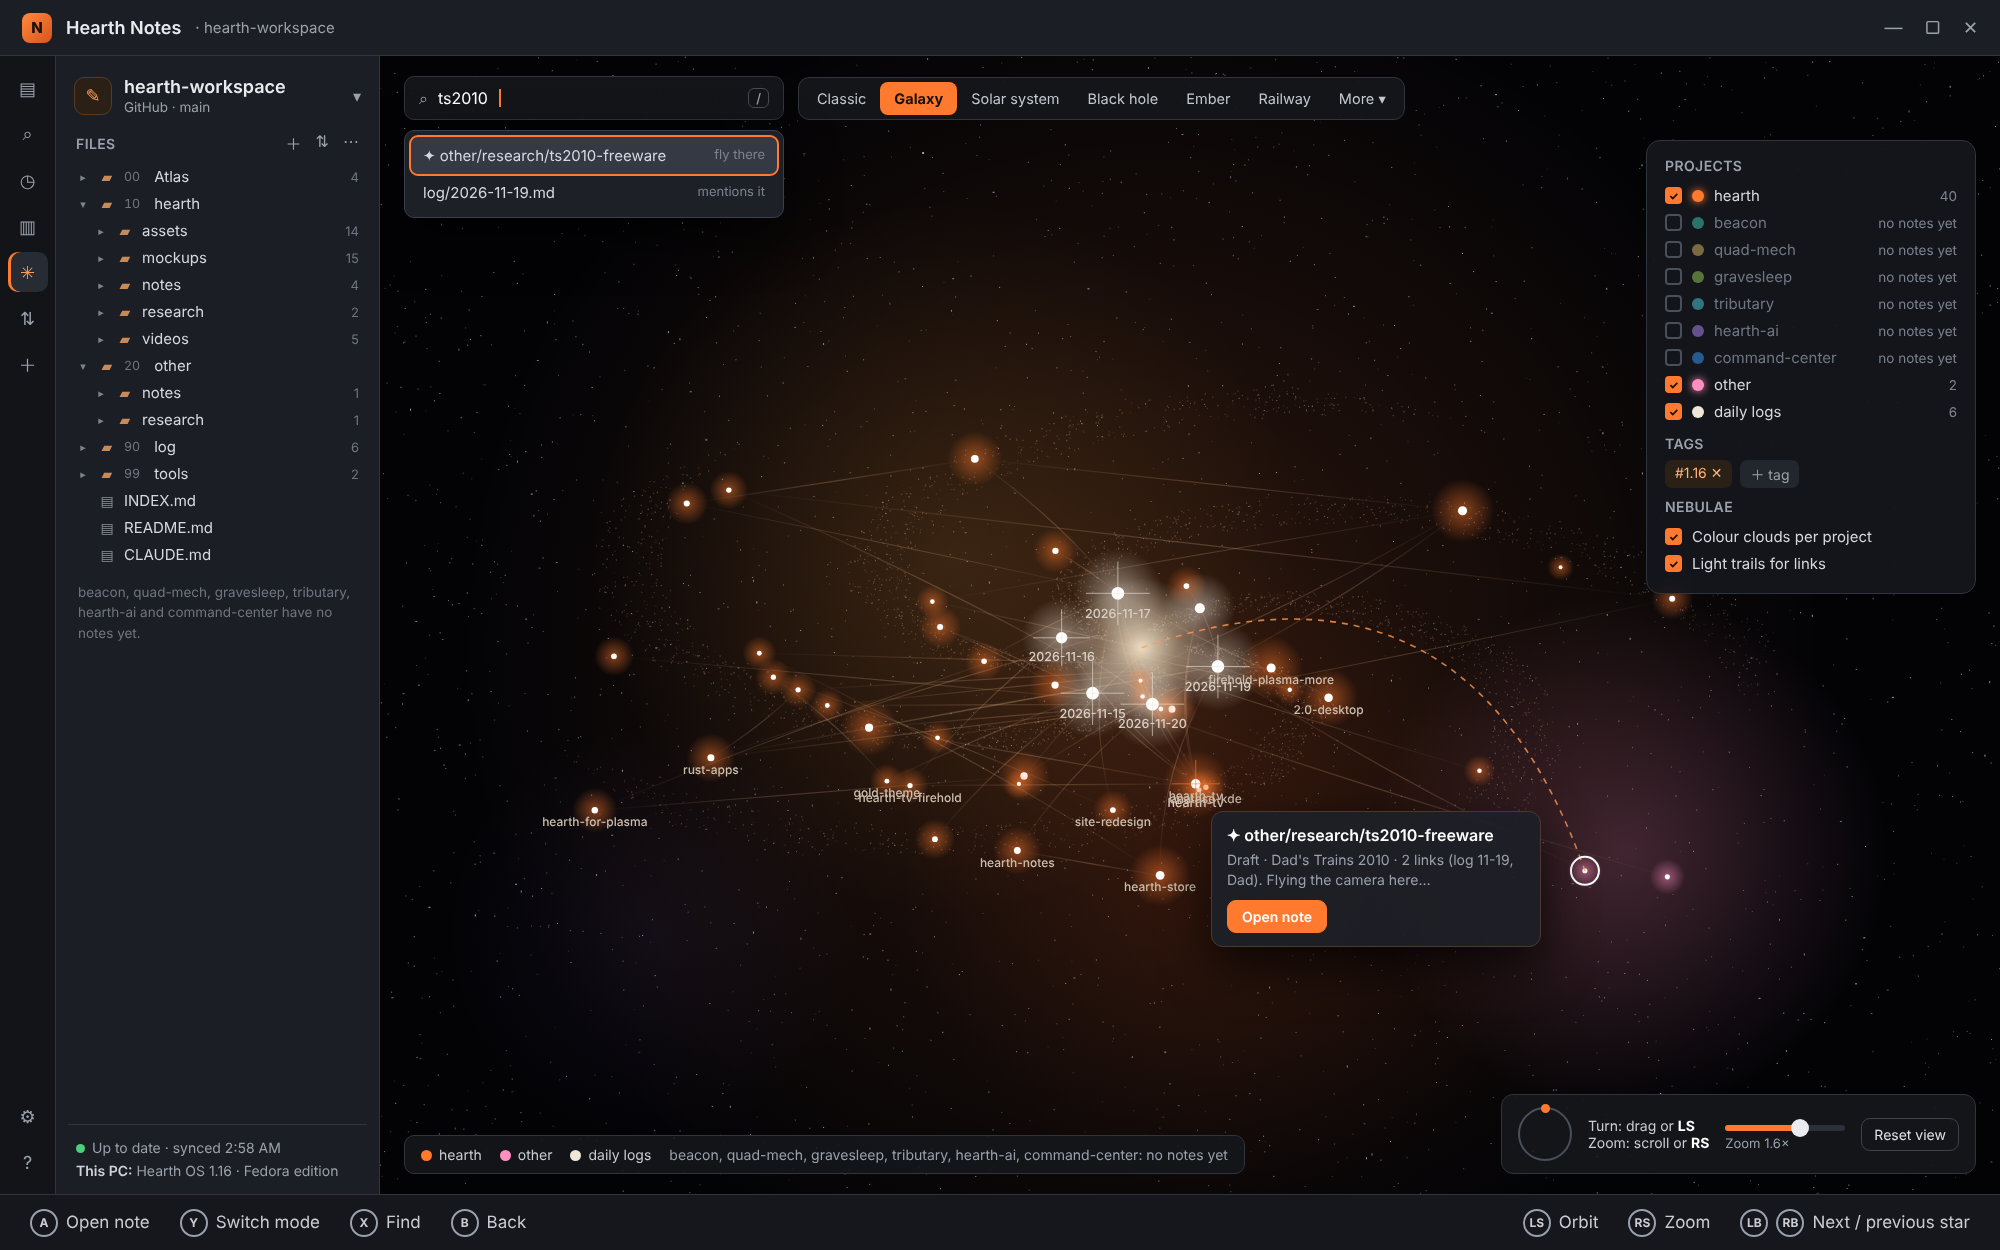 N Hearth Notes · hearth-workspace
hearth-workspace
GitHub · main
FILES
00 Atlas 4
10 hearth
assets 14
mockups 15
notes 4
research 2
videos 5
20 other
notes 1
research 1
90 log 6
99 tools 2
INDEX.md
README.md
CLAUDE.md
beacon, quad-mech, gravesleep, tributary,
hearth-ai and command-center have no
notes yet.
Up to date · synced 2:58 AM
This PC: Hearth OS 1.16 · Fedora edition
ts2010 /
Classic Galaxy Solar system Black hole Ember Railway More ▾
✦ other/research/ts2010-freeware fly there
log/2026-11-19.md mentions it
PROJECTS
hearth 40
beacon no notes yet
quad-mech no notes yet
gravesleep no notes yet
tributary no notes yet
hearth-ai no notes yet
command-center no notes yet
other 2
daily logs 6
TAGS
#1.16 ✕ + tag
NEBULAE
Colour clouds per project
Light trails for links
2026-11-17
2026-11-16
firehold-plasma-more
2026-11-19
2.0-desktop
2026-11-15
2026-11-20
rust-apps
gold-theme
hearth-tv-firehold
hearth-tv
hearth-for-plasma
site-redesign
hearth-notes
hearth-store
✦ other/research/ts2010-freeware
Draft · Dad's Trains 2010 · 2 links (log 11-19,
Dad). Flying the camera here...
Open note
hearth other daily logs beacon, quad-mech, gravesleep, tributary, hearth-ai, command-center: no notes yet
Turn: drag or LS
Zoom: scroll or RS
Zoom 1.6×
Reset view
A Open note Y Switch mode X Find B Back
LS Orbit RS Zoom LB RB Next / previous star